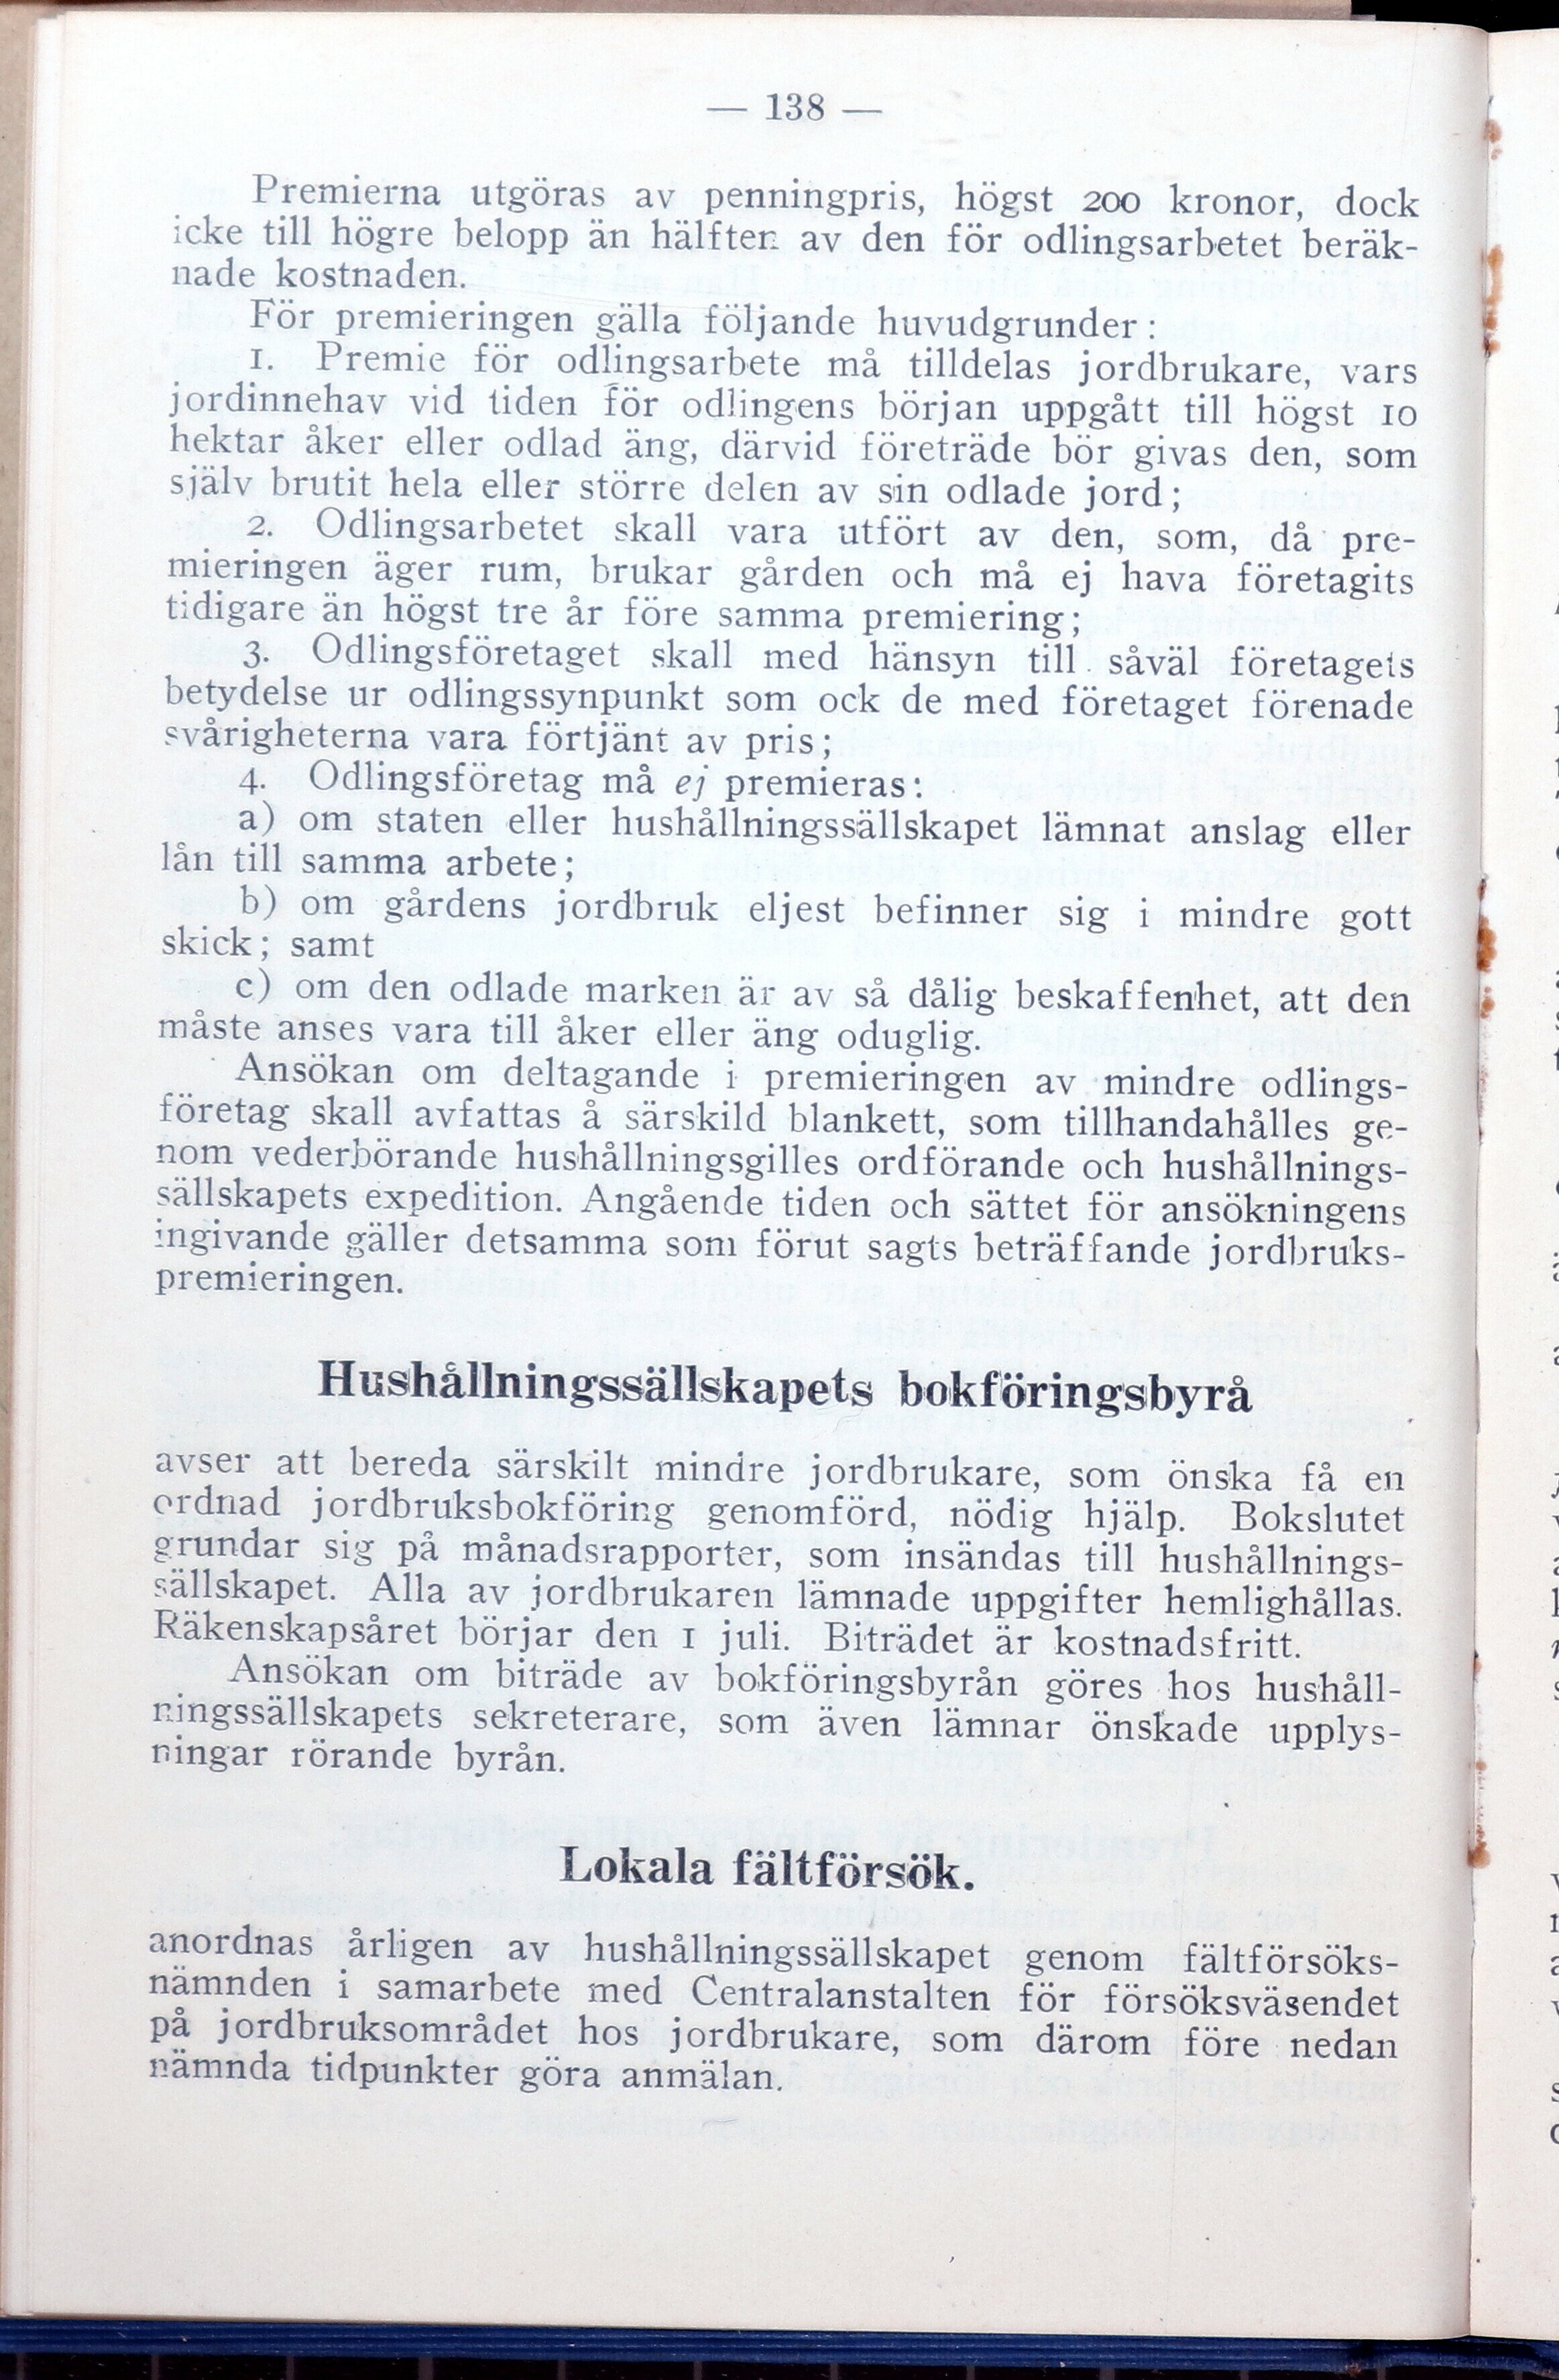 — 138 —
Premierna utgöras av penningpris, högst 200 kronor, dock
icke till högre belopp än hälften av den för odlingsarbetet beräk-
nade kostnaden.
För premieringen gälla följande huvudgrunder:
1. Premie för odlingsarbete må tilldelas jordbrukare, vars
jordinnehav vid tiden för odlingens början uppgått till högst 10
hektar åker eller odlad äng, därvid företräde bör givas den, som
själv brutit hela eller större delen av sin odlade jord;
2. Odlingsarbetet skall vara utfört av den, som, då pre-
mieringen äger rum, brukar gården och må ej hava företagits
tidigare än högst tre år före samma premiering;
3. Odlingsföretaget skall med hänsyn till såväl företagets
betydelse ur odlingssynpunkt som ock de med företaget förenade
svårigheterna vara förtjänt av pris;
4. Odlingsföretag må ej premieras:
a) om staten eller hushållningssällskapet lämnat anslag eller
lån till samma arbete;
b) om gårdens jordbruk eljest befinner sig i mindre gott
skick; samt
c) om den odlade marken är av så dålig beskaffenhet, att den
måste anses vara till åker eller äng oduglig.
Ansökan om deltagande i premieringen av mindre odlings-
företag skall avfattas å särskild blankett, som tillhandahålles ge-
nom vederbörande hushållningsgilles ordförande och hushållnings-
sällskapets expedition. Angående tiden och sättet för ansökningens
ingivande gäller detsamma som förut sagts beträffande jordbruks-
premieringen.
Hushållningssällskapets bokföringsbyrå
avser att bereda särskilt mindre jordbrukare, som önska få en
ordnad jordbruksbokföring genomförd, nödig hjälp. Bokslutet
grundar sig på månadsrapporter, som insändas till hushållnings-
sällskapet. Alla av jordbrukaren lämnade uppgifter hemlighållas.
Räkenskapsåret börjar den 1 juli. Biträdet är kostnadsfritt.
Ansökan om biträde av bokföringsbyrån göres hos hushåll-
ningssällskapets sekreterare, som även lämnar önskade upplys-
ningar rörande byrån.
Lokala fältförsök.
anordnas årligen av hushållningssällskapet genom fältförsöks-
nämnden i samarbete med Centralanstalten för försöksväsendet
på jordbruksområdet hos jordbrukare, som därom före nedan
nämnda tidpunkter göra anmälan.